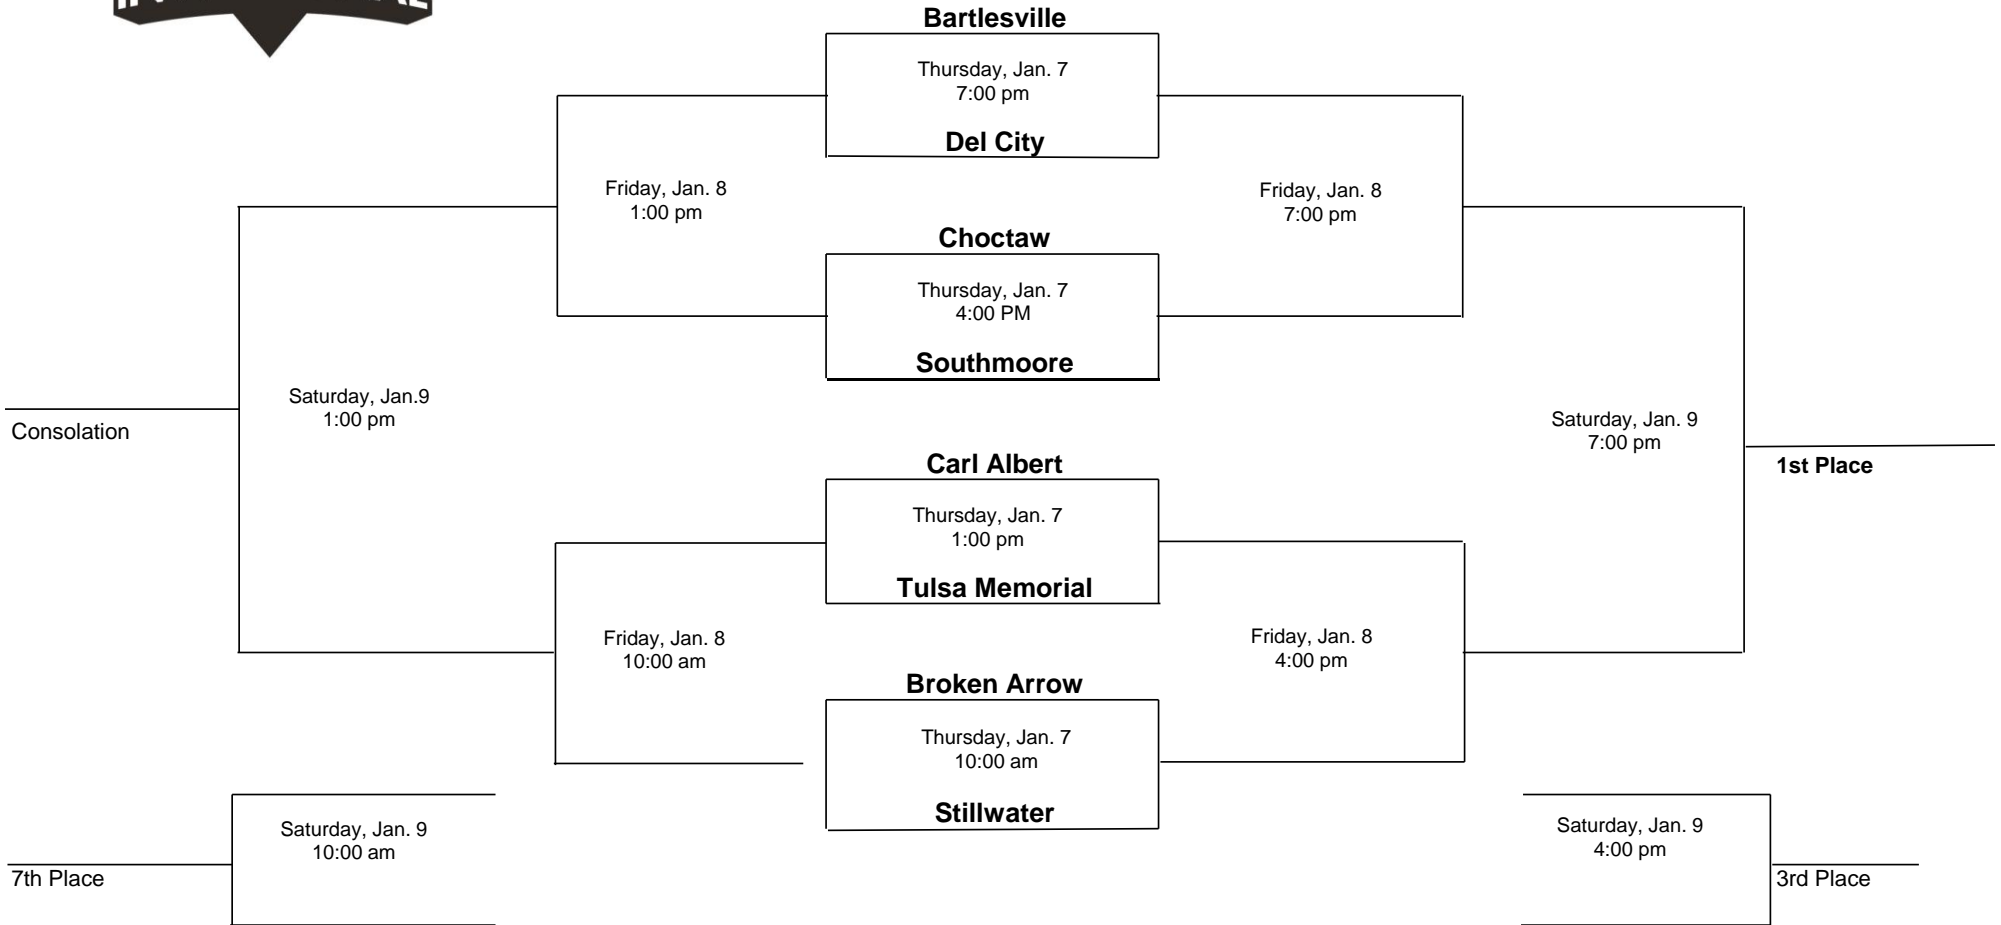 Bartlesville
Thursday, Jan. 7
7:00 pm
Del City
Friday, Jan. 8
1:00 pm
Friday, Jan. 8
7:00 pm
Choctaw
Thursday, Jan. 7
4:00 PM
Southmoore
Saturday, Jan.9
1:00 pm
Consolation
Saturday, Jan. 9
7:00 pm
1st Place
Carl Albert
Thursday, Jan. 7
1:00 pm
Tulsa Memorial
Friday, Jan. 8
10:00 am
Friday, Jan. 8
4:00 pm
Broken Arrow
Thursday, Jan. 7
10:00 am
Stillwater
Saturday, Jan. 9
10:00 am
7th Place
Saturday, Jan. 9
4:00 pm
3rd Place